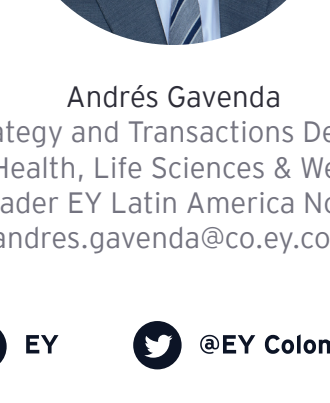 Andrés Gavenda
ategy and Transactions De
Health, Life Sciences & We
ader EY Latin America No
andres.gavenda@co.ey.co
EY @EY Colom